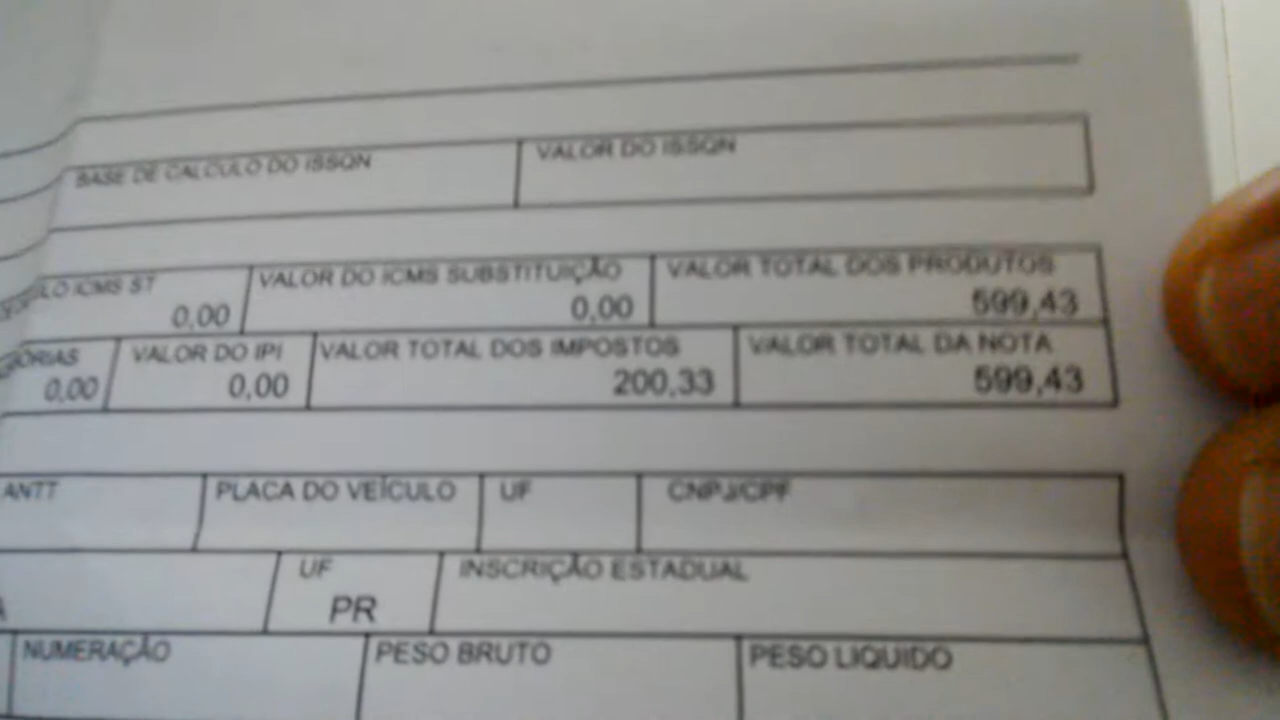 BASE DE CALCULO DO ISSQN VALOR DO ISSQN
ICMS ST VALOR DO ICMS SUBSTITUIÇÃO VALOR TOTAL DOS PRODUTOS
0,00 0,00 599,43
VALOR DO IPI VALOR TOTAL DOS IMPOSTOS VALOR TOTAL DA NOTA
0,00 0,00 200,33 599,43
ANTT PLACA DO VEÍCULO UF CNPJ/CPF
UF INSCRIÇÃO ESTADUAL
PR
NUMERAÇÃO PESO BRUTO PESO LIQUIDO